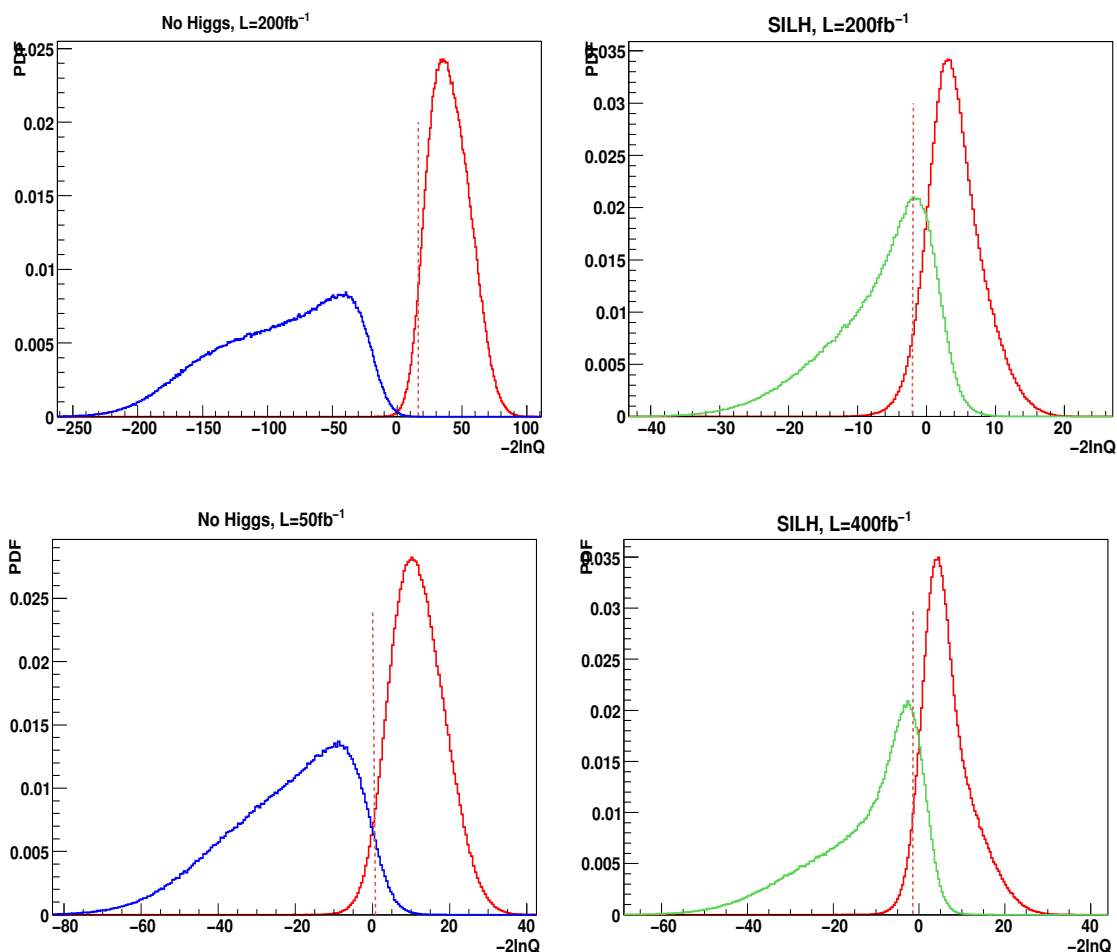 No Higgs, L=200fb⁻¹
PDF
0.025
0.02
0.015
0.01
0.005
0
−250 −200 −150 −100 −50 0 50 100
−2lnQ
SILH, L=200fb⁻¹
PDF
0.035
0.03
0.025
0.02
0.015
0.01
0.005
0
−40 −30 −20 −10 0 10 20
−2lnQ
No Higgs, L=50fb⁻¹
PDF
0.025
0.02
0.015
0.01
0.005
0
−80 −60 −40 −20 0 20 40
−2lnQ
SILH, L=400fb⁻¹
PDF
0.035
0.03
0.025
0.02
0.015
0.01
0.005
0
−60 −40 −20 0 20 40
−2lnQ